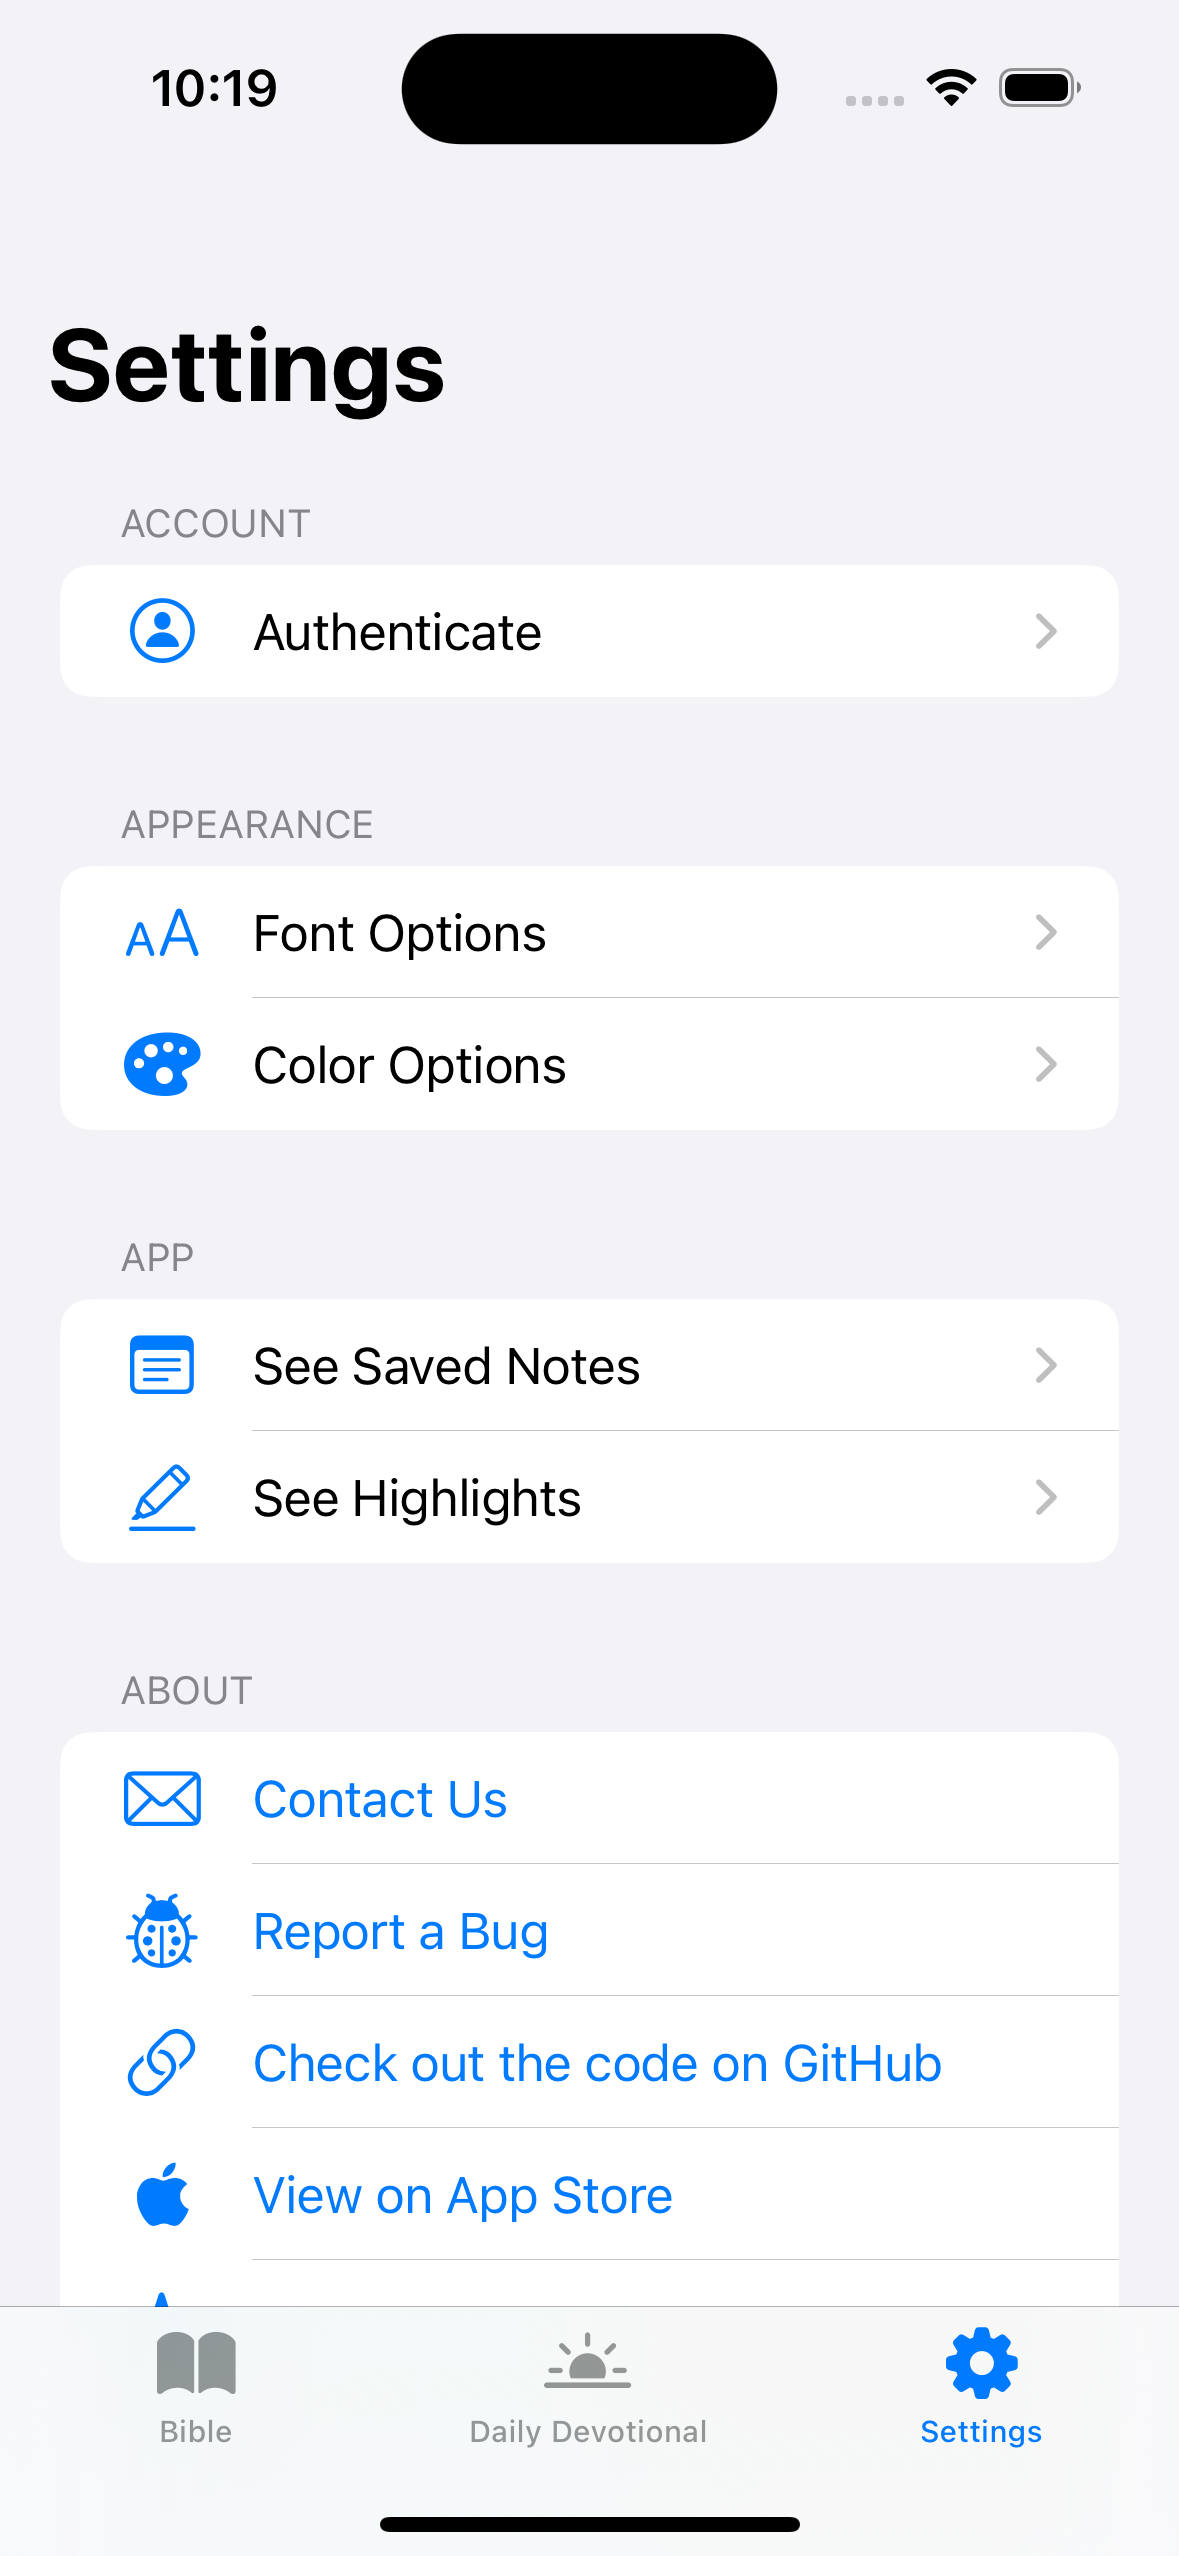 10:19
Settings
ACCOUNT
Authenticate
APPEARANCE
AA
Font Options
Color Options
APP
See Saved Notes
See Highlights
ABOUT
Contact Us
Report a Bug
Check out the code on GitHub
View on App Store
Bible
Daily Devotional
Settings